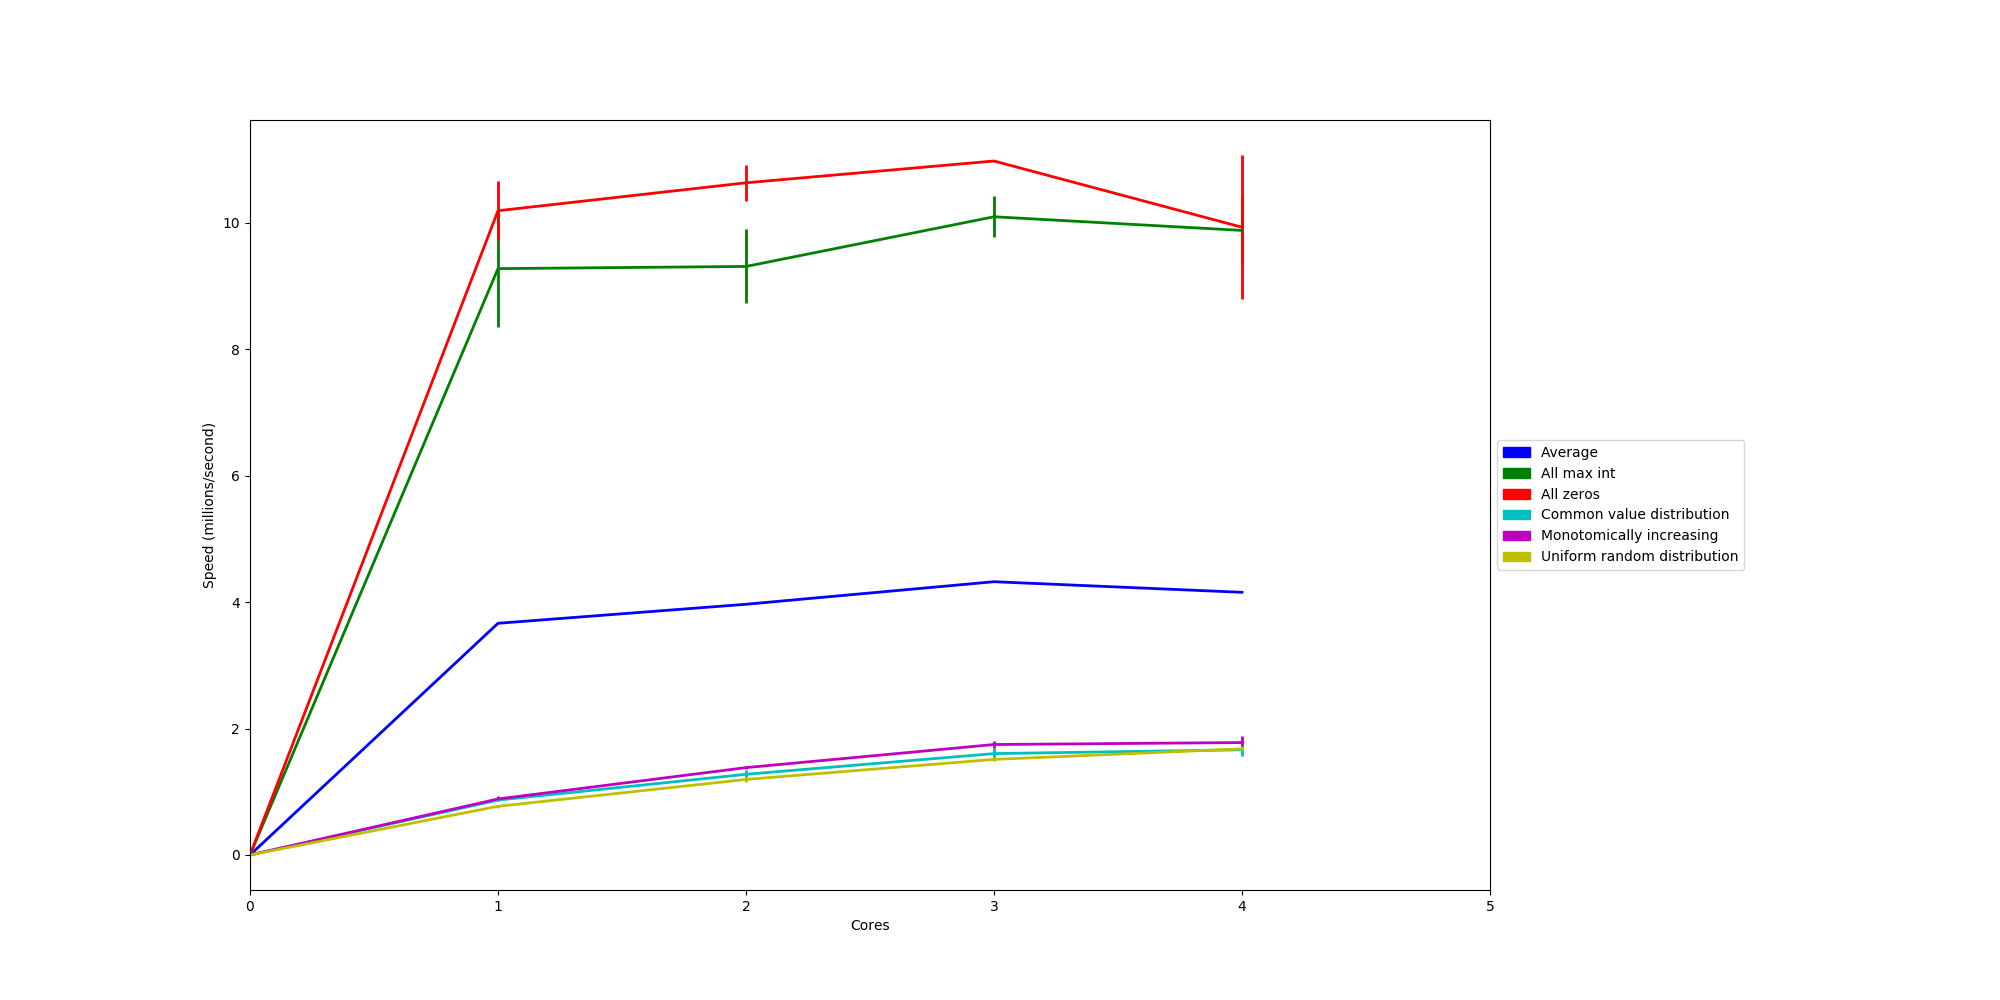 10
8
6
4
2
0
Speed (millions/second)
0 1 2 3 4 5
Cores
Average
All max int
All zeros
Common value distribution
Monotomically increasing
Uniform random distribution